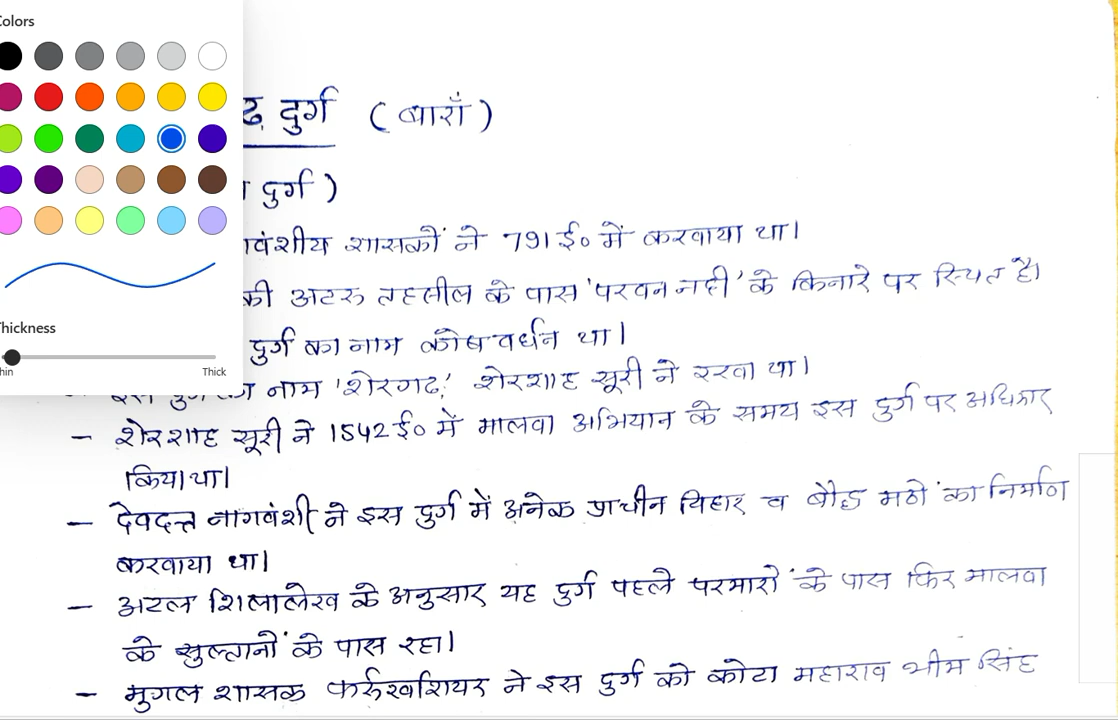 Colors
ढ़ दुर्ग (बाराँ)
दुर्ग)
वंशीय शासकों ने 791 ई० में करवाया था।
की अटरू तहसील के पास 'परवन नदी' के किनारे पर स्थित है।
दुर्ग का नाम कोषवर्धन था।
Thickness
Thick
- इस दुर्ग का नाम 'शेरगढ़' शेरशाह सूरी ने रखा था।
- शेरशाह सूरी ने 1542 ई० में मालवा अभियान के समय इस दुर्ग पर अधिकार
किया था।
- देवदत्त नागवंशी ने इस दुर्ग में अनेक प्राचीन विहार व बौद्ध मठों का निर्माण
करवाया था।
- अटल शिलालेख के अनुसार यह दुर्ग पहले परमारों के पास फिर मालवा
के सुल्तानों के पास रहा।
- मुगल शासक फर्रुखशियर ने इस दुर्ग को कोटा महाराव भीम सिंह